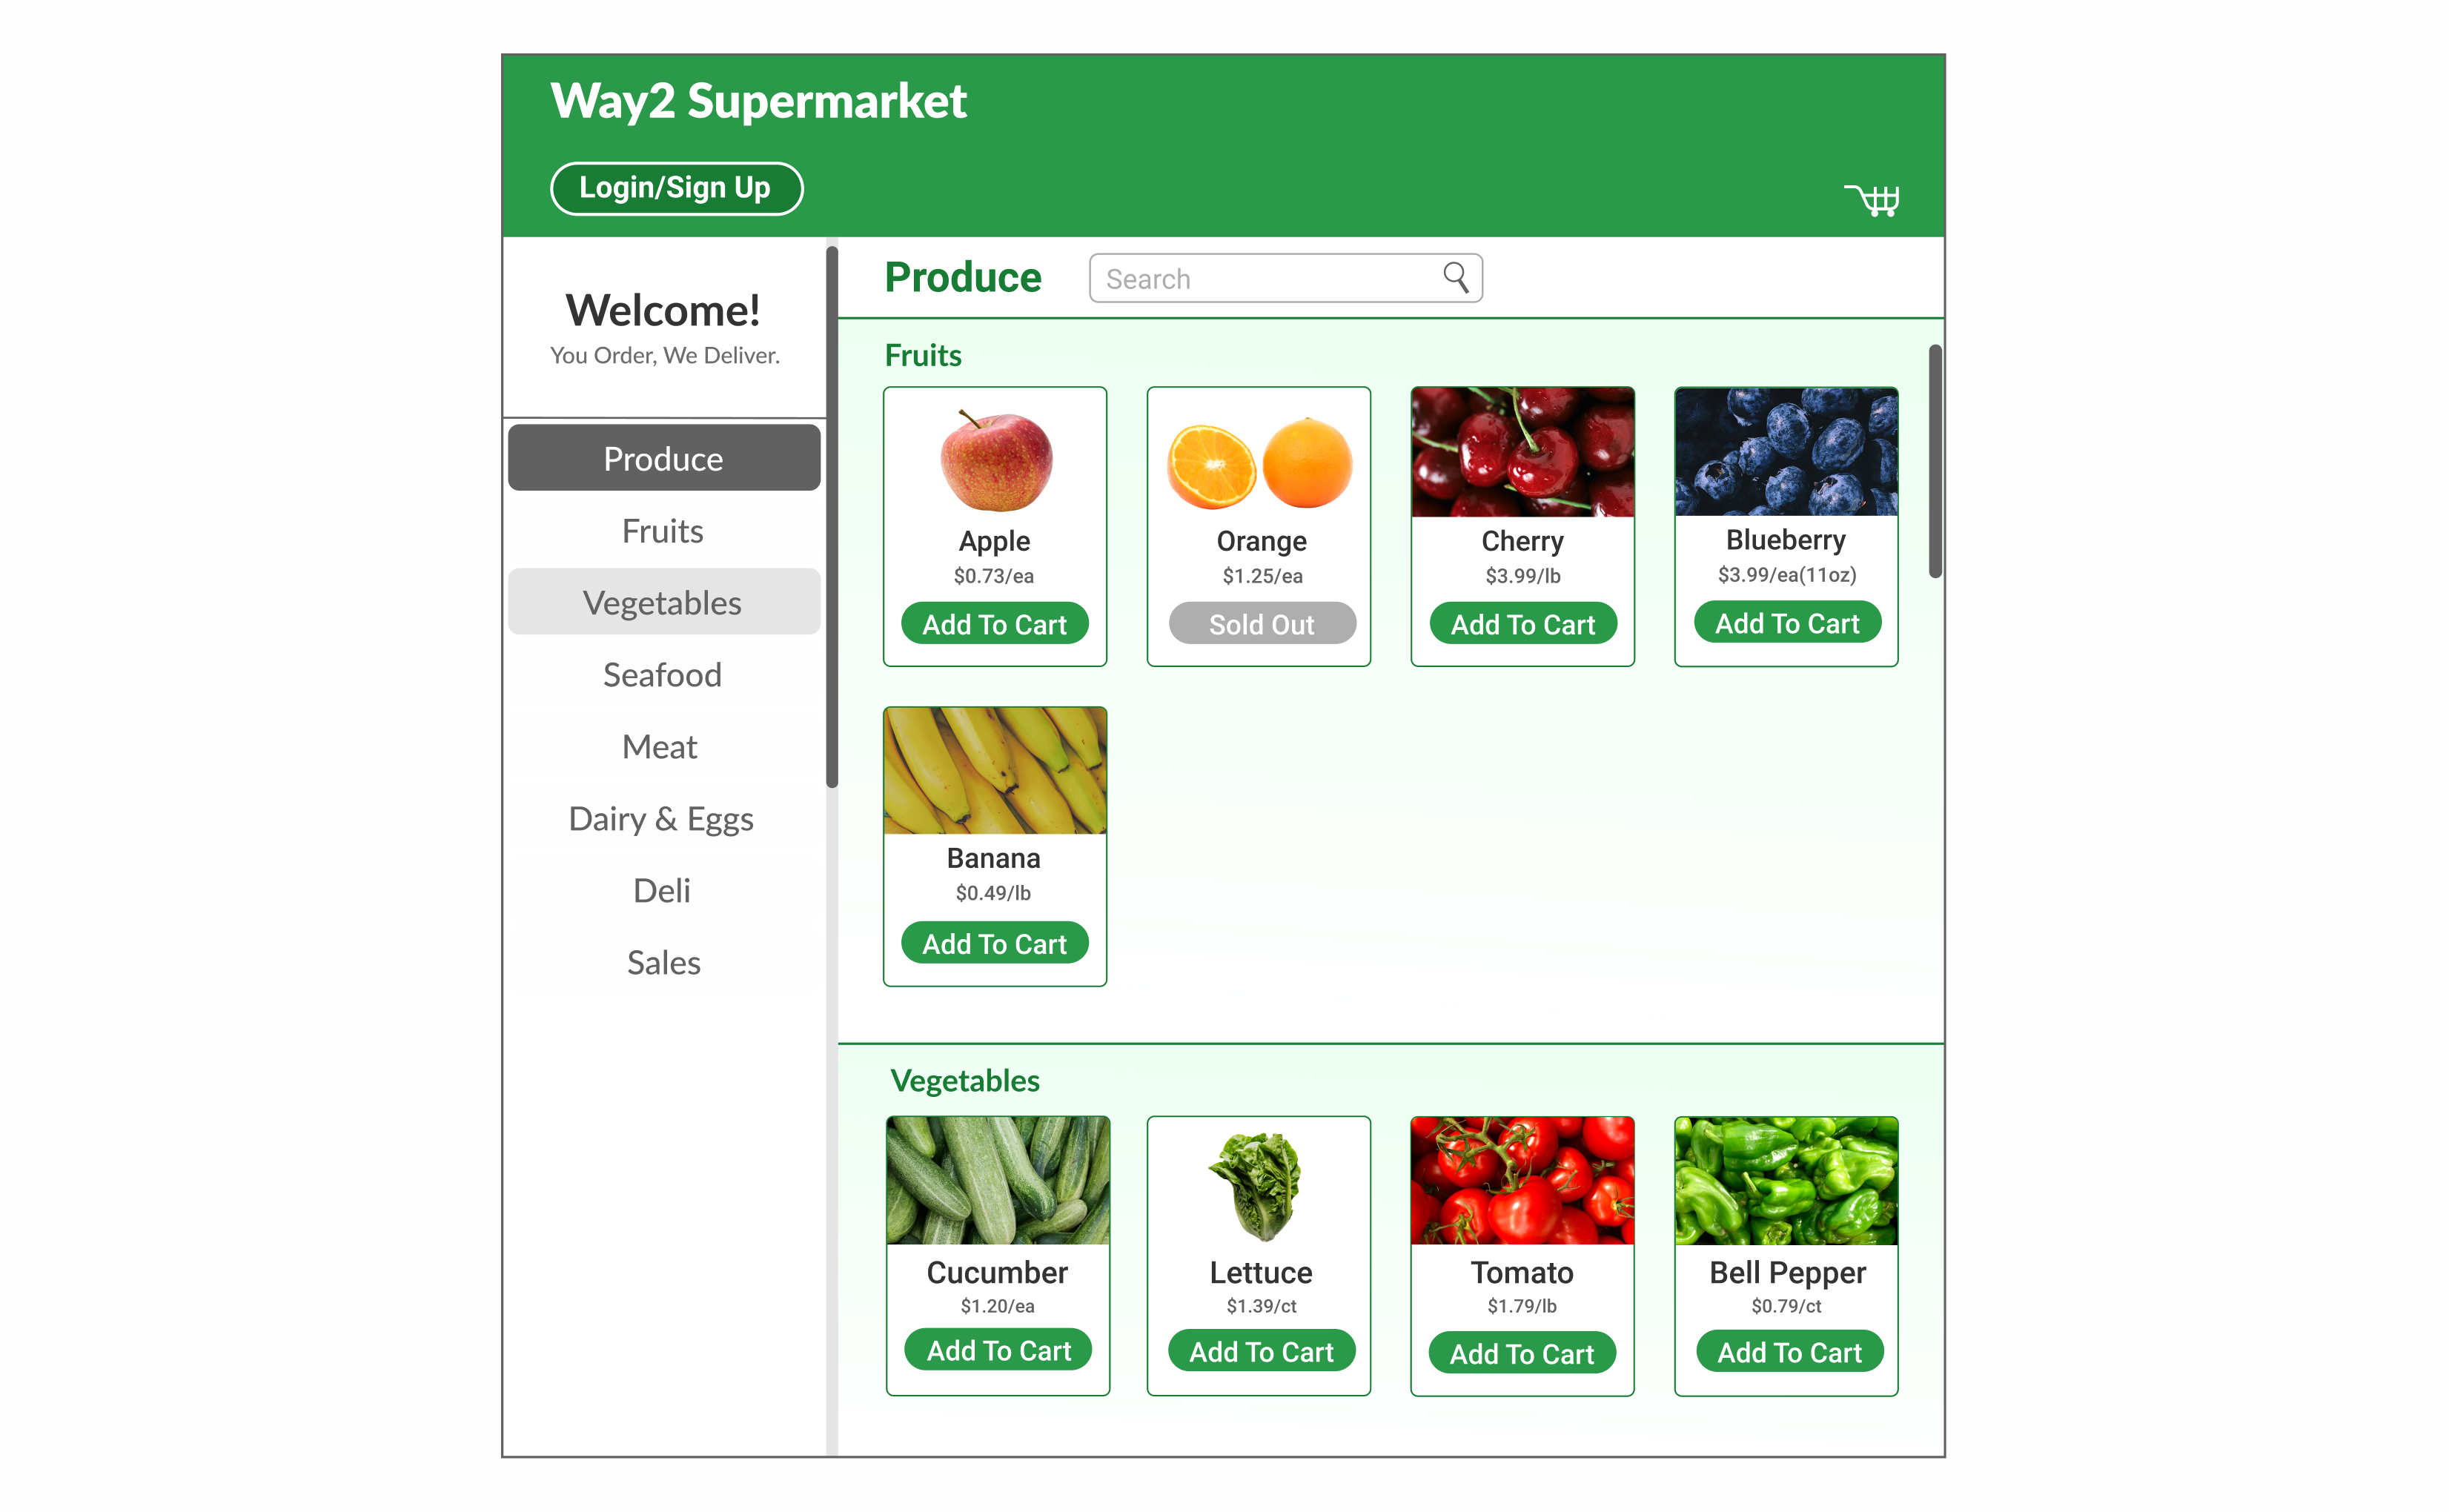 Way2 Supermarket
Login/Sign Up
Welcome!
You Order, We Deliver.
Produce
Fruits
Vegetables
Seafood
Meat
Dairy & Eggs
Deli
Sales
Produce
Search
Fruits
Apple
$0.73/ea
Add To Cart
Orange
$1.25/ea
Sold Out
Cherry
$3.99/lb
Add To Cart
Blueberry
$3.99/ea(11oz)
Add To Cart
Banana
$0.49/lb
Add To Cart
Vegetables
Cucumber
$1.20/ea
Add To Cart
Lettuce
$1.39/ct
Add To Cart
Tomato
$1.79/lb
Add To Cart
Bell Pepper
$0.79/ct
Add To Cart